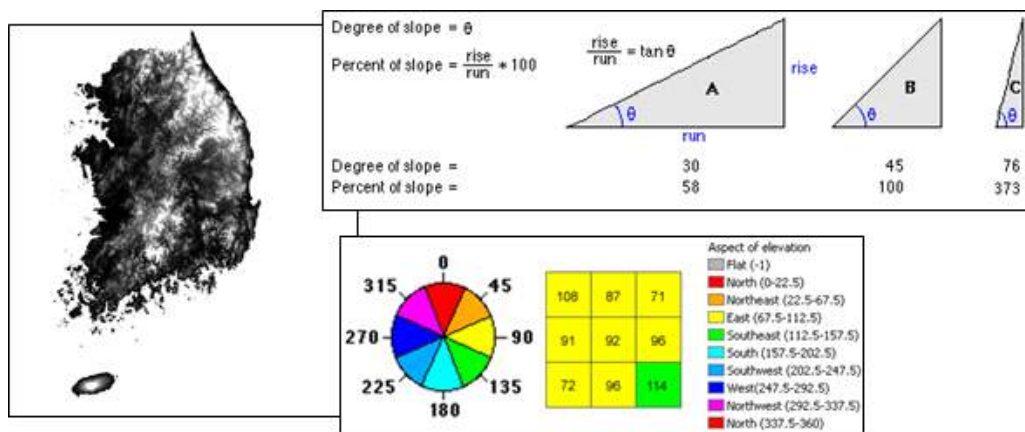 Degree of slope = θ
Percent of slope = rise/run * 100
rise/run = tan θ
A
B
C
θ
θ
θ
rise
run
Degree of slope = 30 45 76
Percent of slope = 58 100 373
0
45
90
135
180
225
270
315
108 87 71
91 92 96
72 96 114
Aspect of elevation
Flat (-1)
North (0-22.5)
Northeast (22.5-67.5)
East (67.5-112.5)
Southeast (112.5-157.5)
South (157.5-202.5)
Southwest (202.5-247.5)
West(247.5-292.5)
Northwest (292.5-337.5)
North (337.5-360)